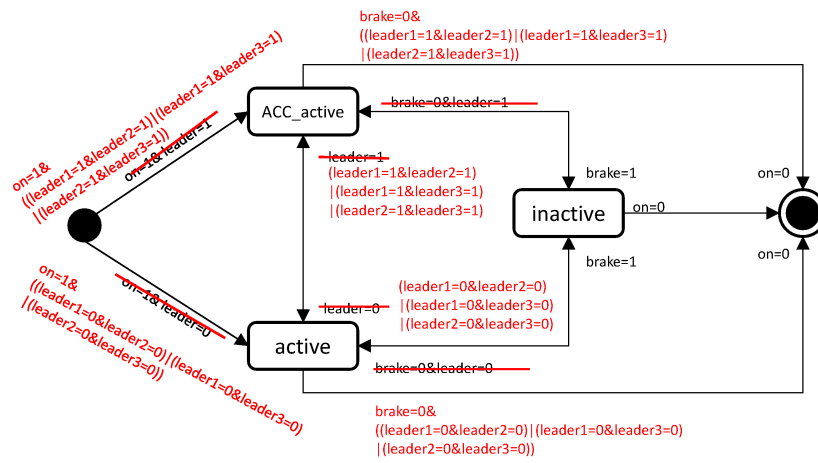 brake=0&
((leader1=1&leader2=1)|(leader1=1&leader3=1)
|(leader2=1&leader3=1))
on=1&
((leader1=1&leader2=1)|(leader1=1&leader3=1)
|(leader2=1&leader3=1))
on=1&leader=1
ACC_active
brake=0&leader=1
leader=1
(leader1=1&leader2=1)
|(leader1=1&leader3=1)
|(leader2=1&leader3=1)
brake=1
on=0
inactive
on=0
on=0
brake=1
on=1&
((leader1=0&leader2=0)|(leader1=0&leader3=0)
|(leader2=0&leader3=0))
on=1&leader=0
leader=0
(leader1=0&leader2=0)
|(leader1=0&leader3=0)
|(leader2=0&leader3=0)
active
brake=0&leader=0
brake=0&
((leader1=0&leader2=0)|(leader1=0&leader3=0)
|(leader2=0&leader3=0))